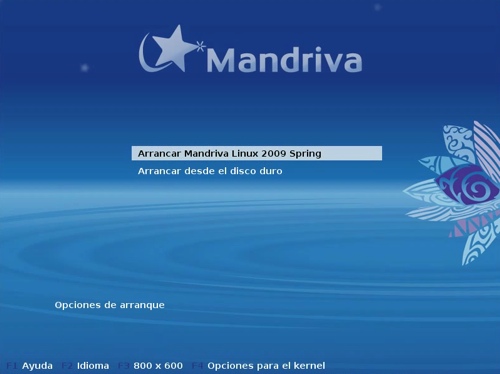 Mandriva
Arrancar Mandriva Linux 2009 Spring
Arrancar desde el disco duro
Opciones de arranque
F1 Ayuda F2 Idioma F3 800 x 600 F4 Opciones para el kernel